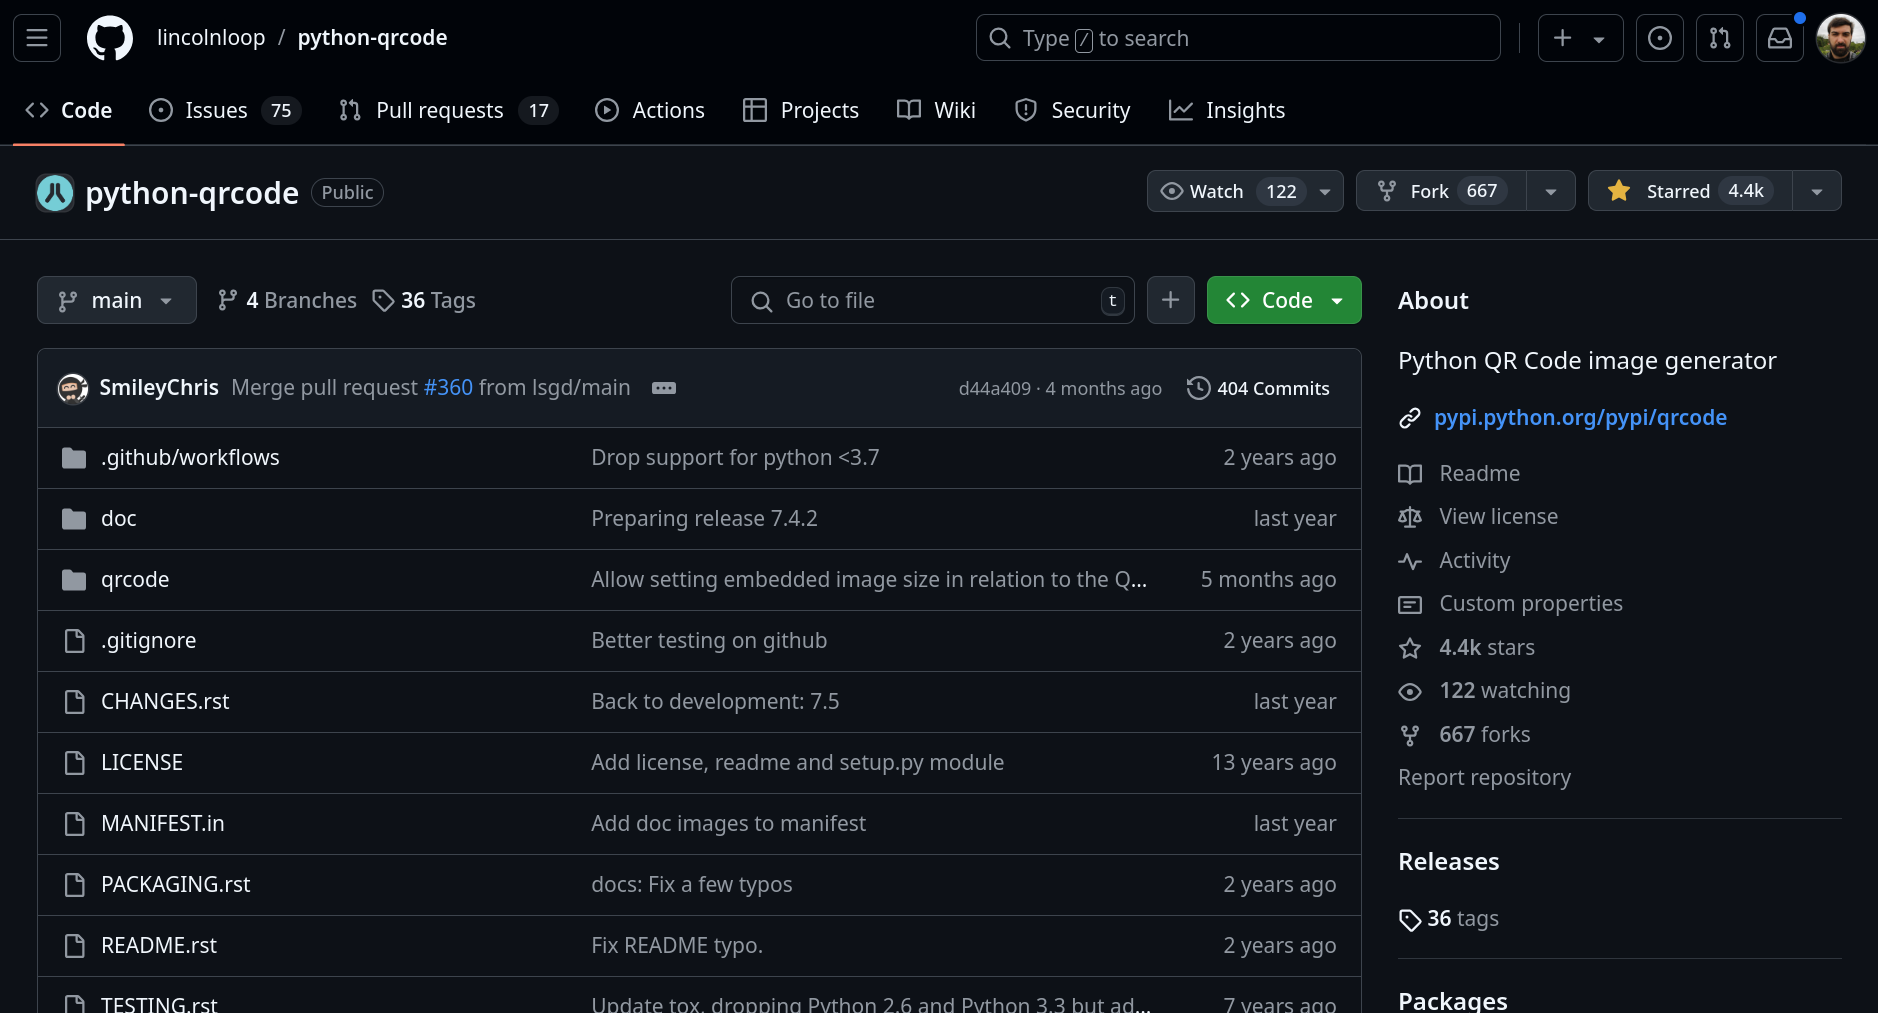 lincolnloop / python-qrcode
Type / to search
Code
Issues 75
Pull requests 17
Actions
Projects
Wiki
Security
Insights
python-qrcode Public
Watch 122
Fork 667
Starred 4.4k
main
4 Branches
36 Tags
Go to file t
Code
SmileyChris Merge pull request #360 from lsgd/main
d44a409 · 4 months ago
404 Commits
.github/workflows Drop support for python <3.7 2 years ago
doc Preparing release 7.4.2 last year
qrcode Allow setting embedded image size in relation to the Q... 5 months ago
.gitignore Better testing on github 2 years ago
CHANGES.rst Back to development: 7.5 last year
LICENSE Add license, readme and setup.py module 13 years ago
MANIFEST.in Add doc images to manifest last year
PACKAGING.rst docs: Fix a few typos 2 years ago
README.rst Fix README typo. 2 years ago
TESTING.rst Update tox, dropping Python 2.6 and Python 3.3 but ad... 7 years ago
About
Python QR Code image generator
pypi.python.org/pypi/qrcode
Readme
View license
Activity
Custom properties
4.4k stars
122 watching
667 forks
Report repository
Releases
36 tags
Packages